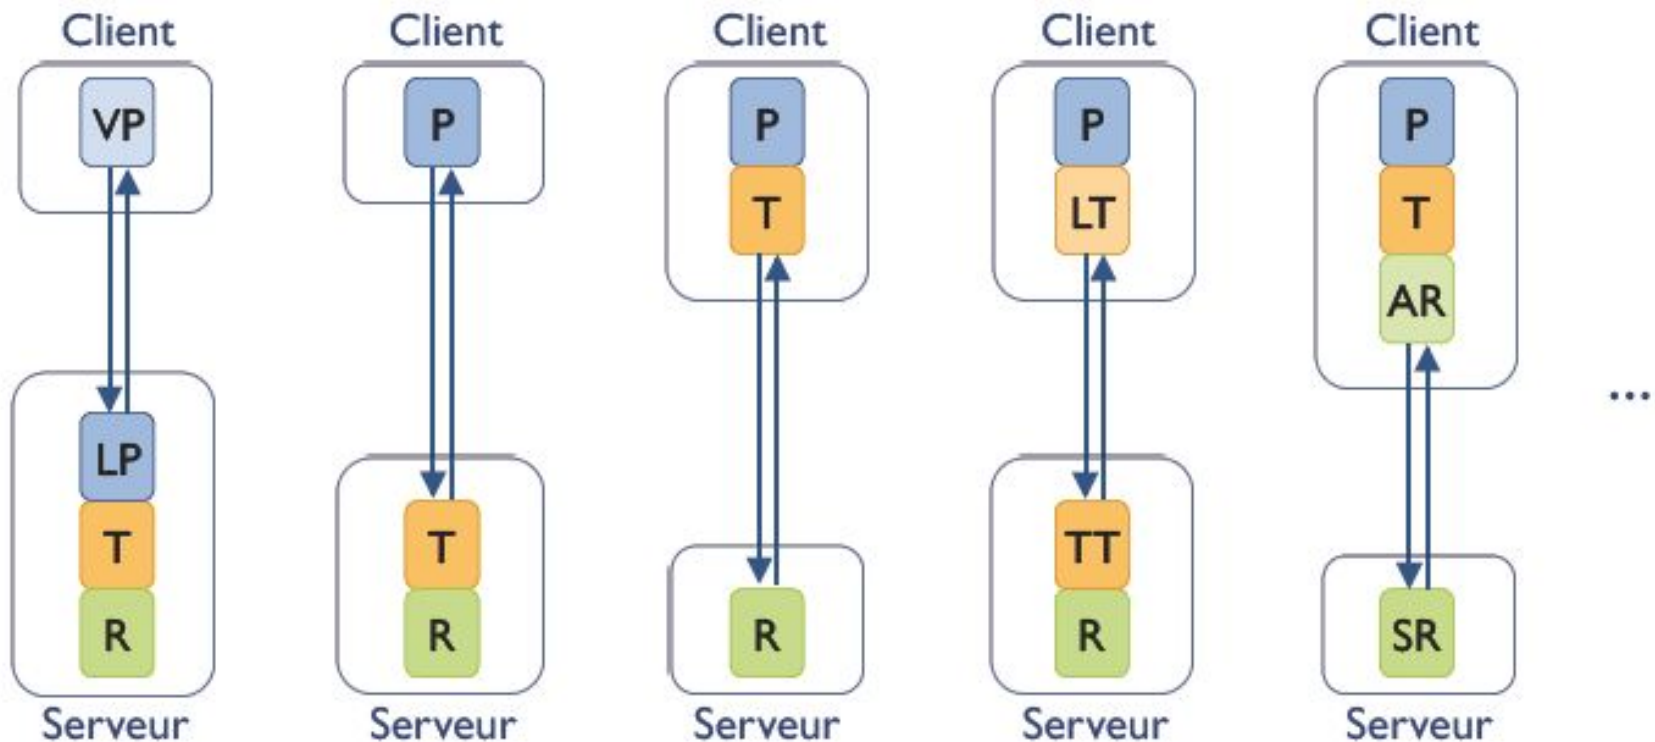 Client Client Client Client Client
VP P P P P
T LT T
AR
...
LP
T T TT
R R R R SR
Serveur Serveur Serveur Serveur Serveur